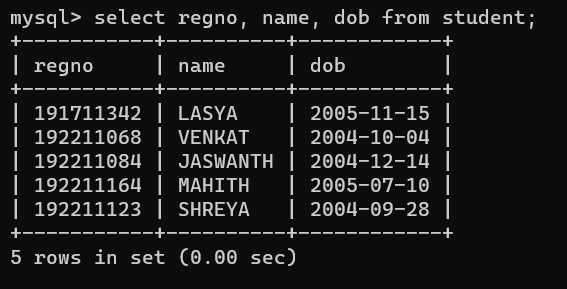 mysql> select regno, name, dob from student;
+-----------+----------+------------+
| regno     | name     | dob        |
+-----------+----------+------------+
| 191711342 | LASYA    | 2005-11-15 |
| 192211068 | VENKAT   | 2004-10-04 |
| 192211084 | JASWANTH | 2004-12-14 |
| 192211164 | MAHITH   | 2005-07-10 |
| 192211123 | SHREYA   | 2004-09-28 |
+-----------+----------+------------+
5 rows in set (0.00 sec)